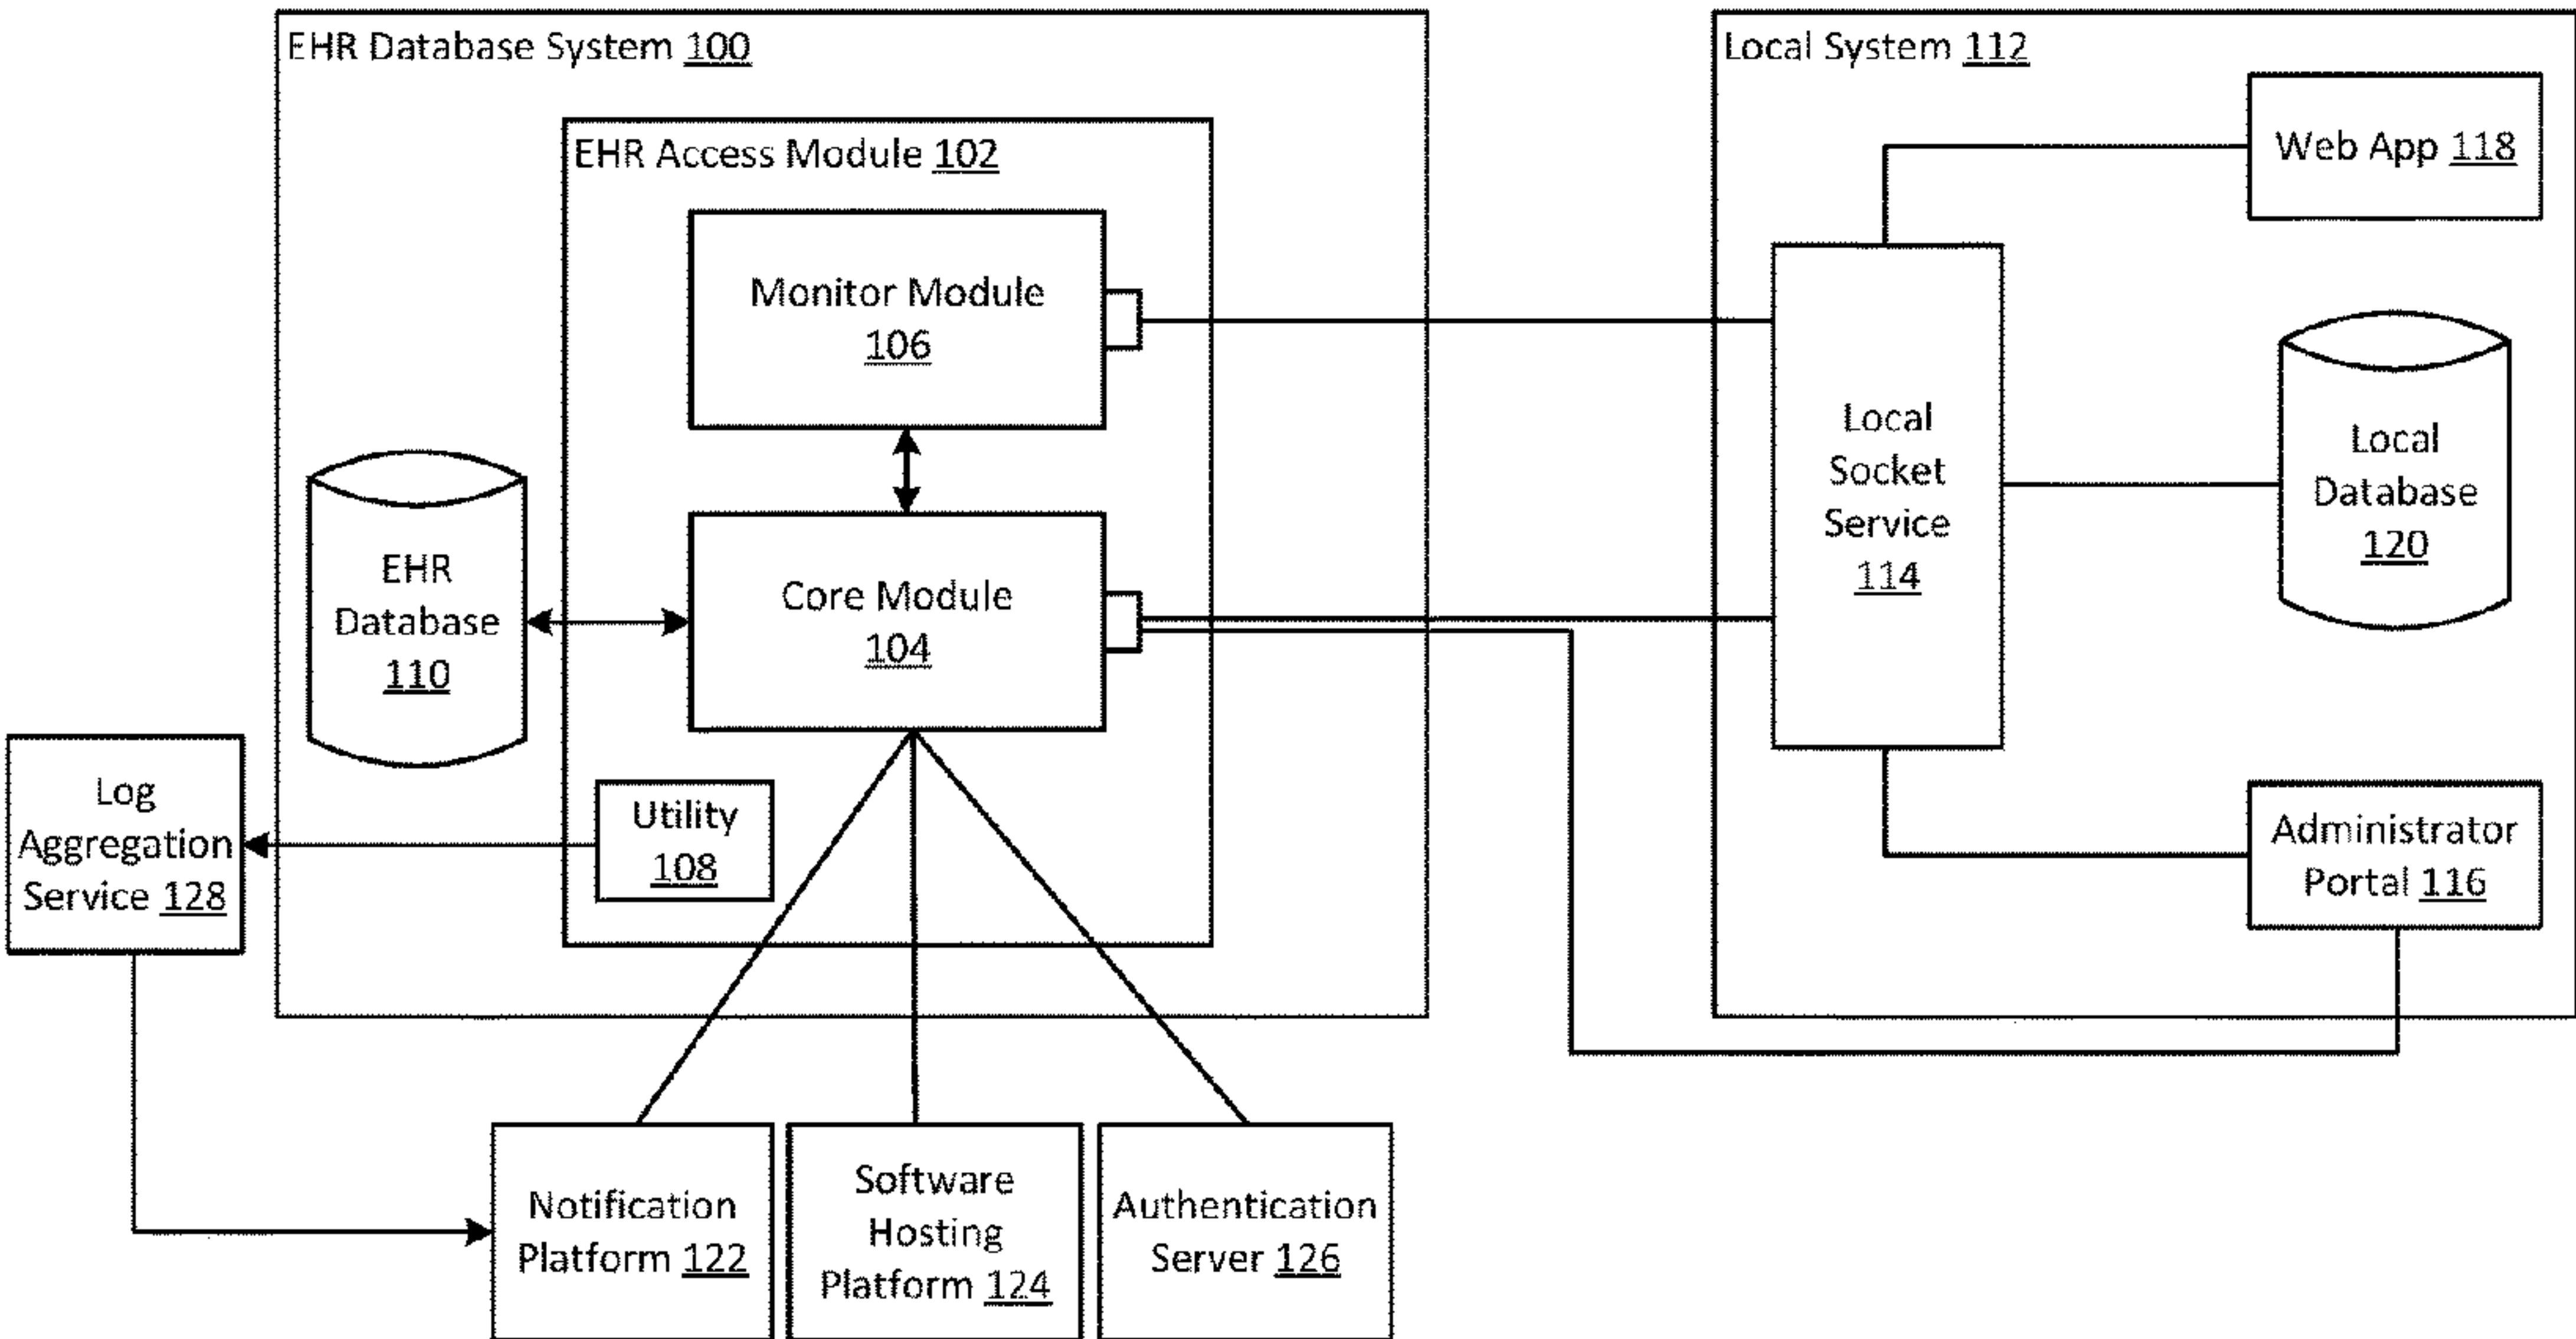 EHR Database System 100
EHR Access Module 102
Monitor Module
106
Core Module
104
EHR
Database
110
Utility
108
Log
Aggregation
Service 128
Notification
Platform 122
Software
Hosting
Platform 124
Authentication
Server 126
Local System 112
Web App 118
Local
Socket
Service
114
Local
Database
120
Administrator
Portal 116